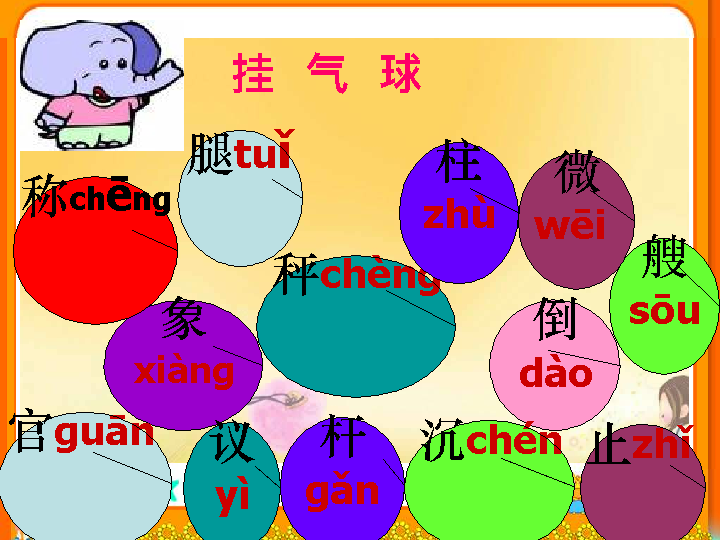 挂 气 球
腿tuǐ
称chēng
柱
zhù
微
wēi
艘
sōu
秤chèng
象
xiàng
倒
dào
官guān
议
yì
杆
gǎn
沉chén
止zhǐ